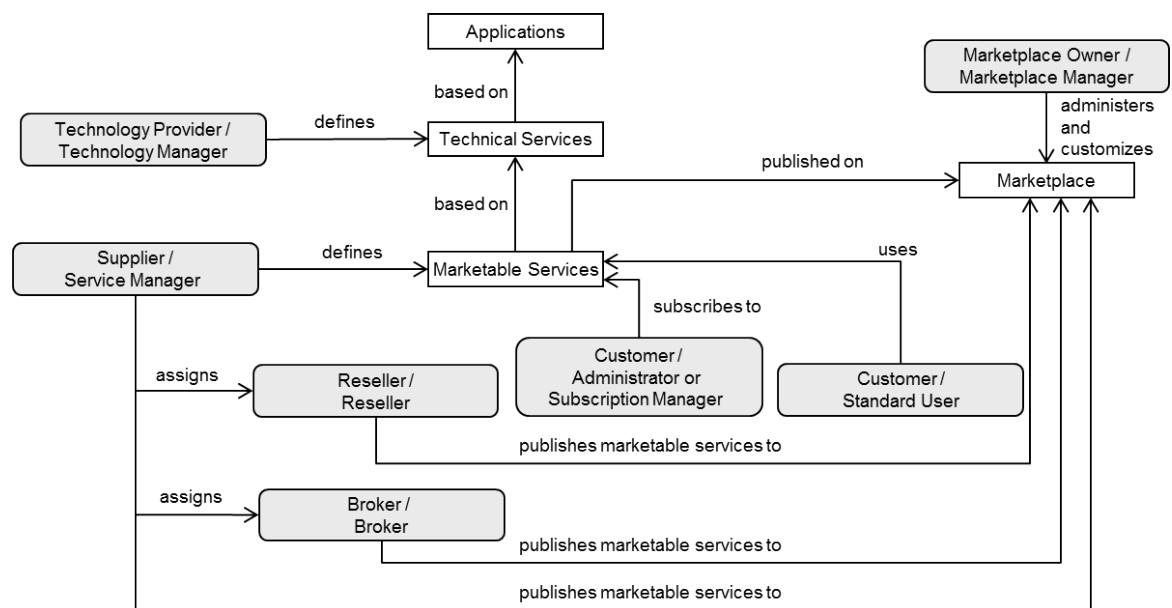 Applications
Marketplace Owner /
Marketplace Manager
based on
administers
and
customizes
Technology Provider /
Technology Manager
defines
Technical Services
published on
Marketplace
based on
Supplier /
Service Manager
defines
Marketable Services
uses
subscribes to
assigns
Reseller /
Reseller
Customer /
Administrator or
Subscription Manager
Customer /
Standard User
publishes marketable services to
assigns
Broker /
Broker
publishes marketable services to
publishes marketable services to